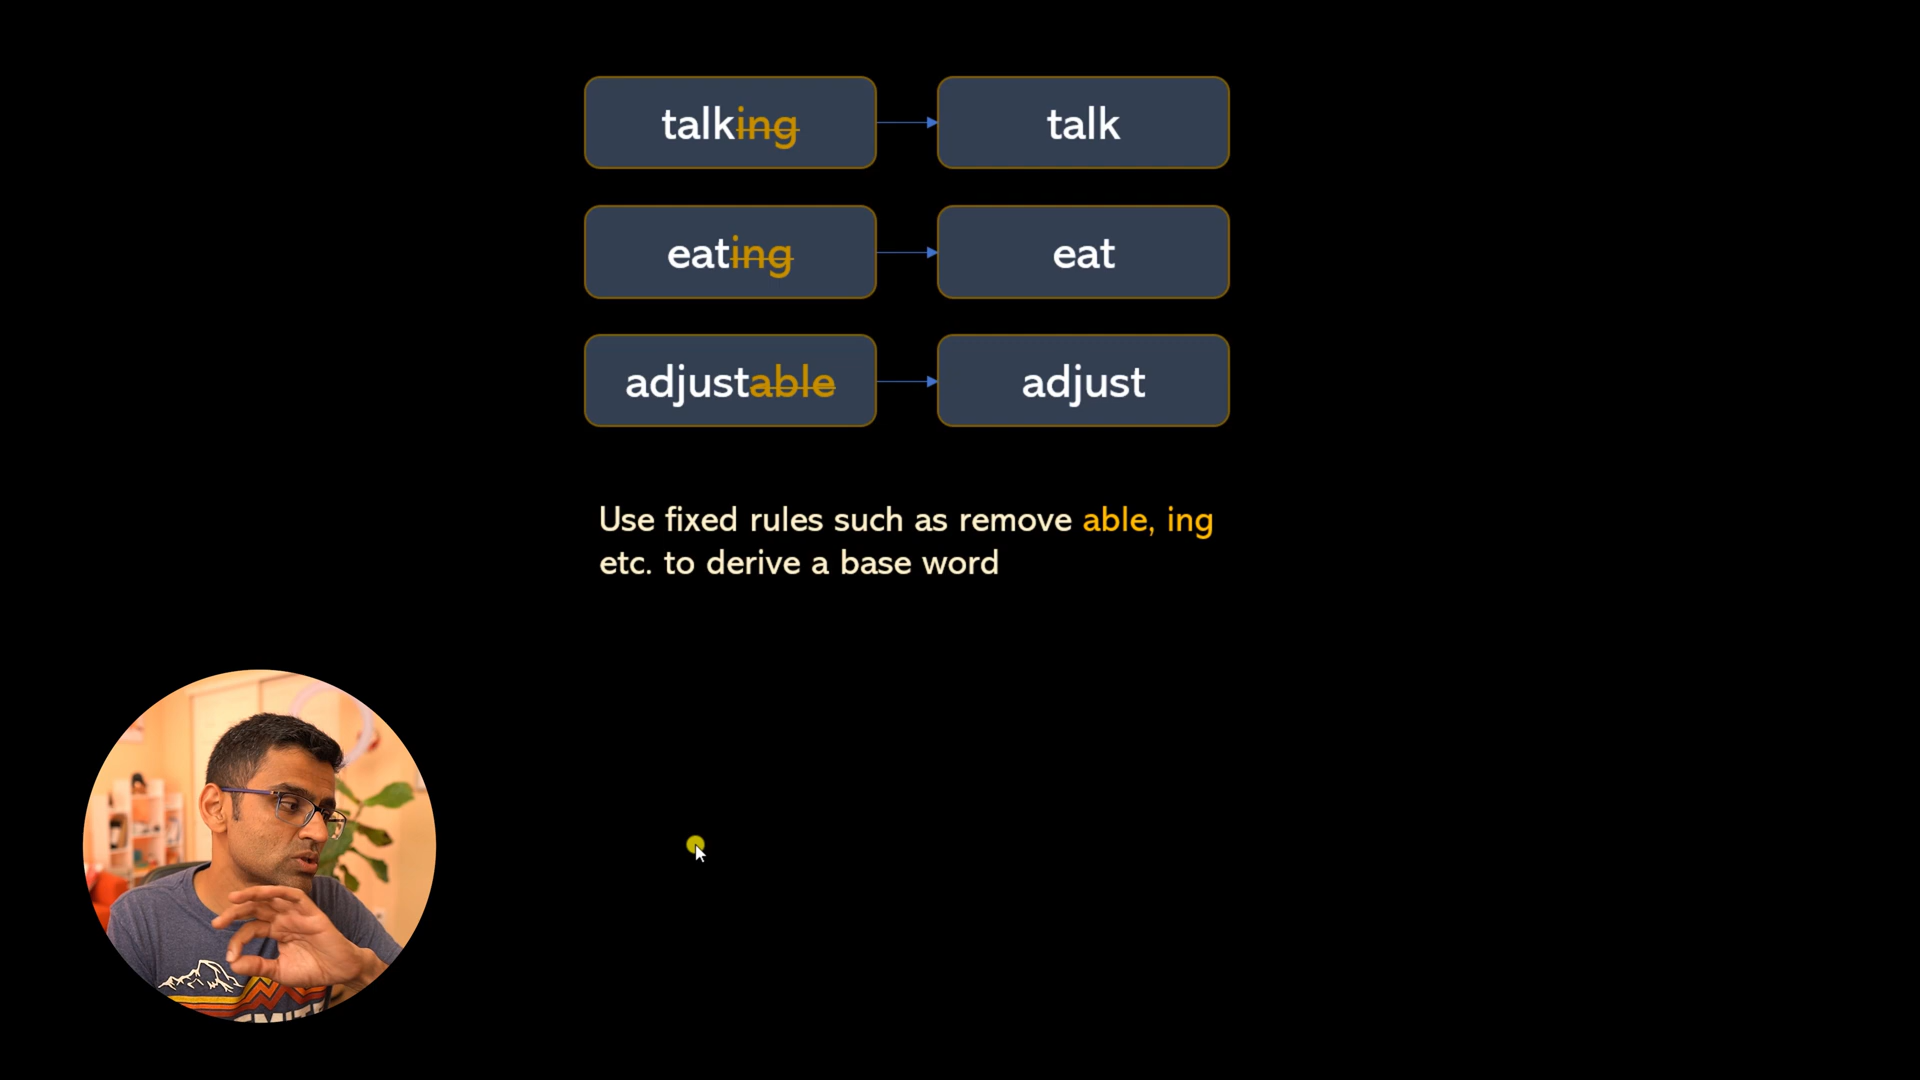 talking
talk
eating
eat
adjustable
adjust
Use fixed rules such as remove able, ing
etc. to derive a base word